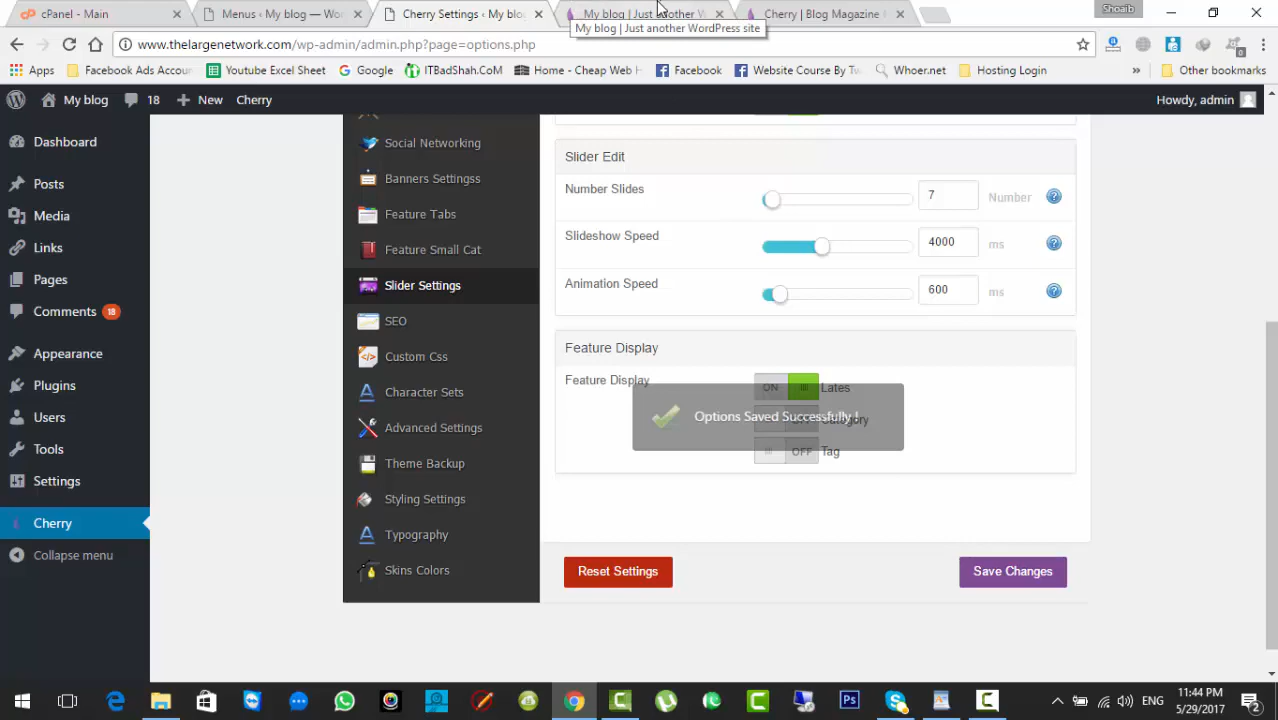 cPanel - Main
Menus ‹ My blog — Wo
Cherry Settings ‹ My blo
My blog | Just another W
Cherry | Blog Magazine
Shoaib
My blog | Just another WordPress site
www.thelargenetwork.com/wp-admin/admin.php?page=options.php
0
Apps
Facebook Ads Accou
Youtube Excel Sheet
Google
ITBadShah.CoM
Home - Cheap Web H
Facebook
Website Course By Tw
Whoer.net
Hosting Login
»
Other bookmarks
My blog
18
New
Cherry
Howdy, admin
Dashboard
Posts
Media
Links
Pages
Comments 18
Appearance
Plugins
Users
Tools
Settings
Cherry
Collapse menu
Social Networking
Banners Settingss
Feature Tabs
Feature Small Cat
Slider Settings
SEO
Custom Css
Character Sets
Advanced Settings
Theme Backup
Styling Settings
Typography
Skins Colors
Slider Edit
Number Slides
7
Number
Slideshow Speed
4000
ms
Animation Speed
600
ms
Feature Display
Feature Display
ON
Lates
Options Saved Successfully !
Category
OFF
Tag
Reset Settings
Save Changes
ENG
11:44 PM
5/29/2017
2